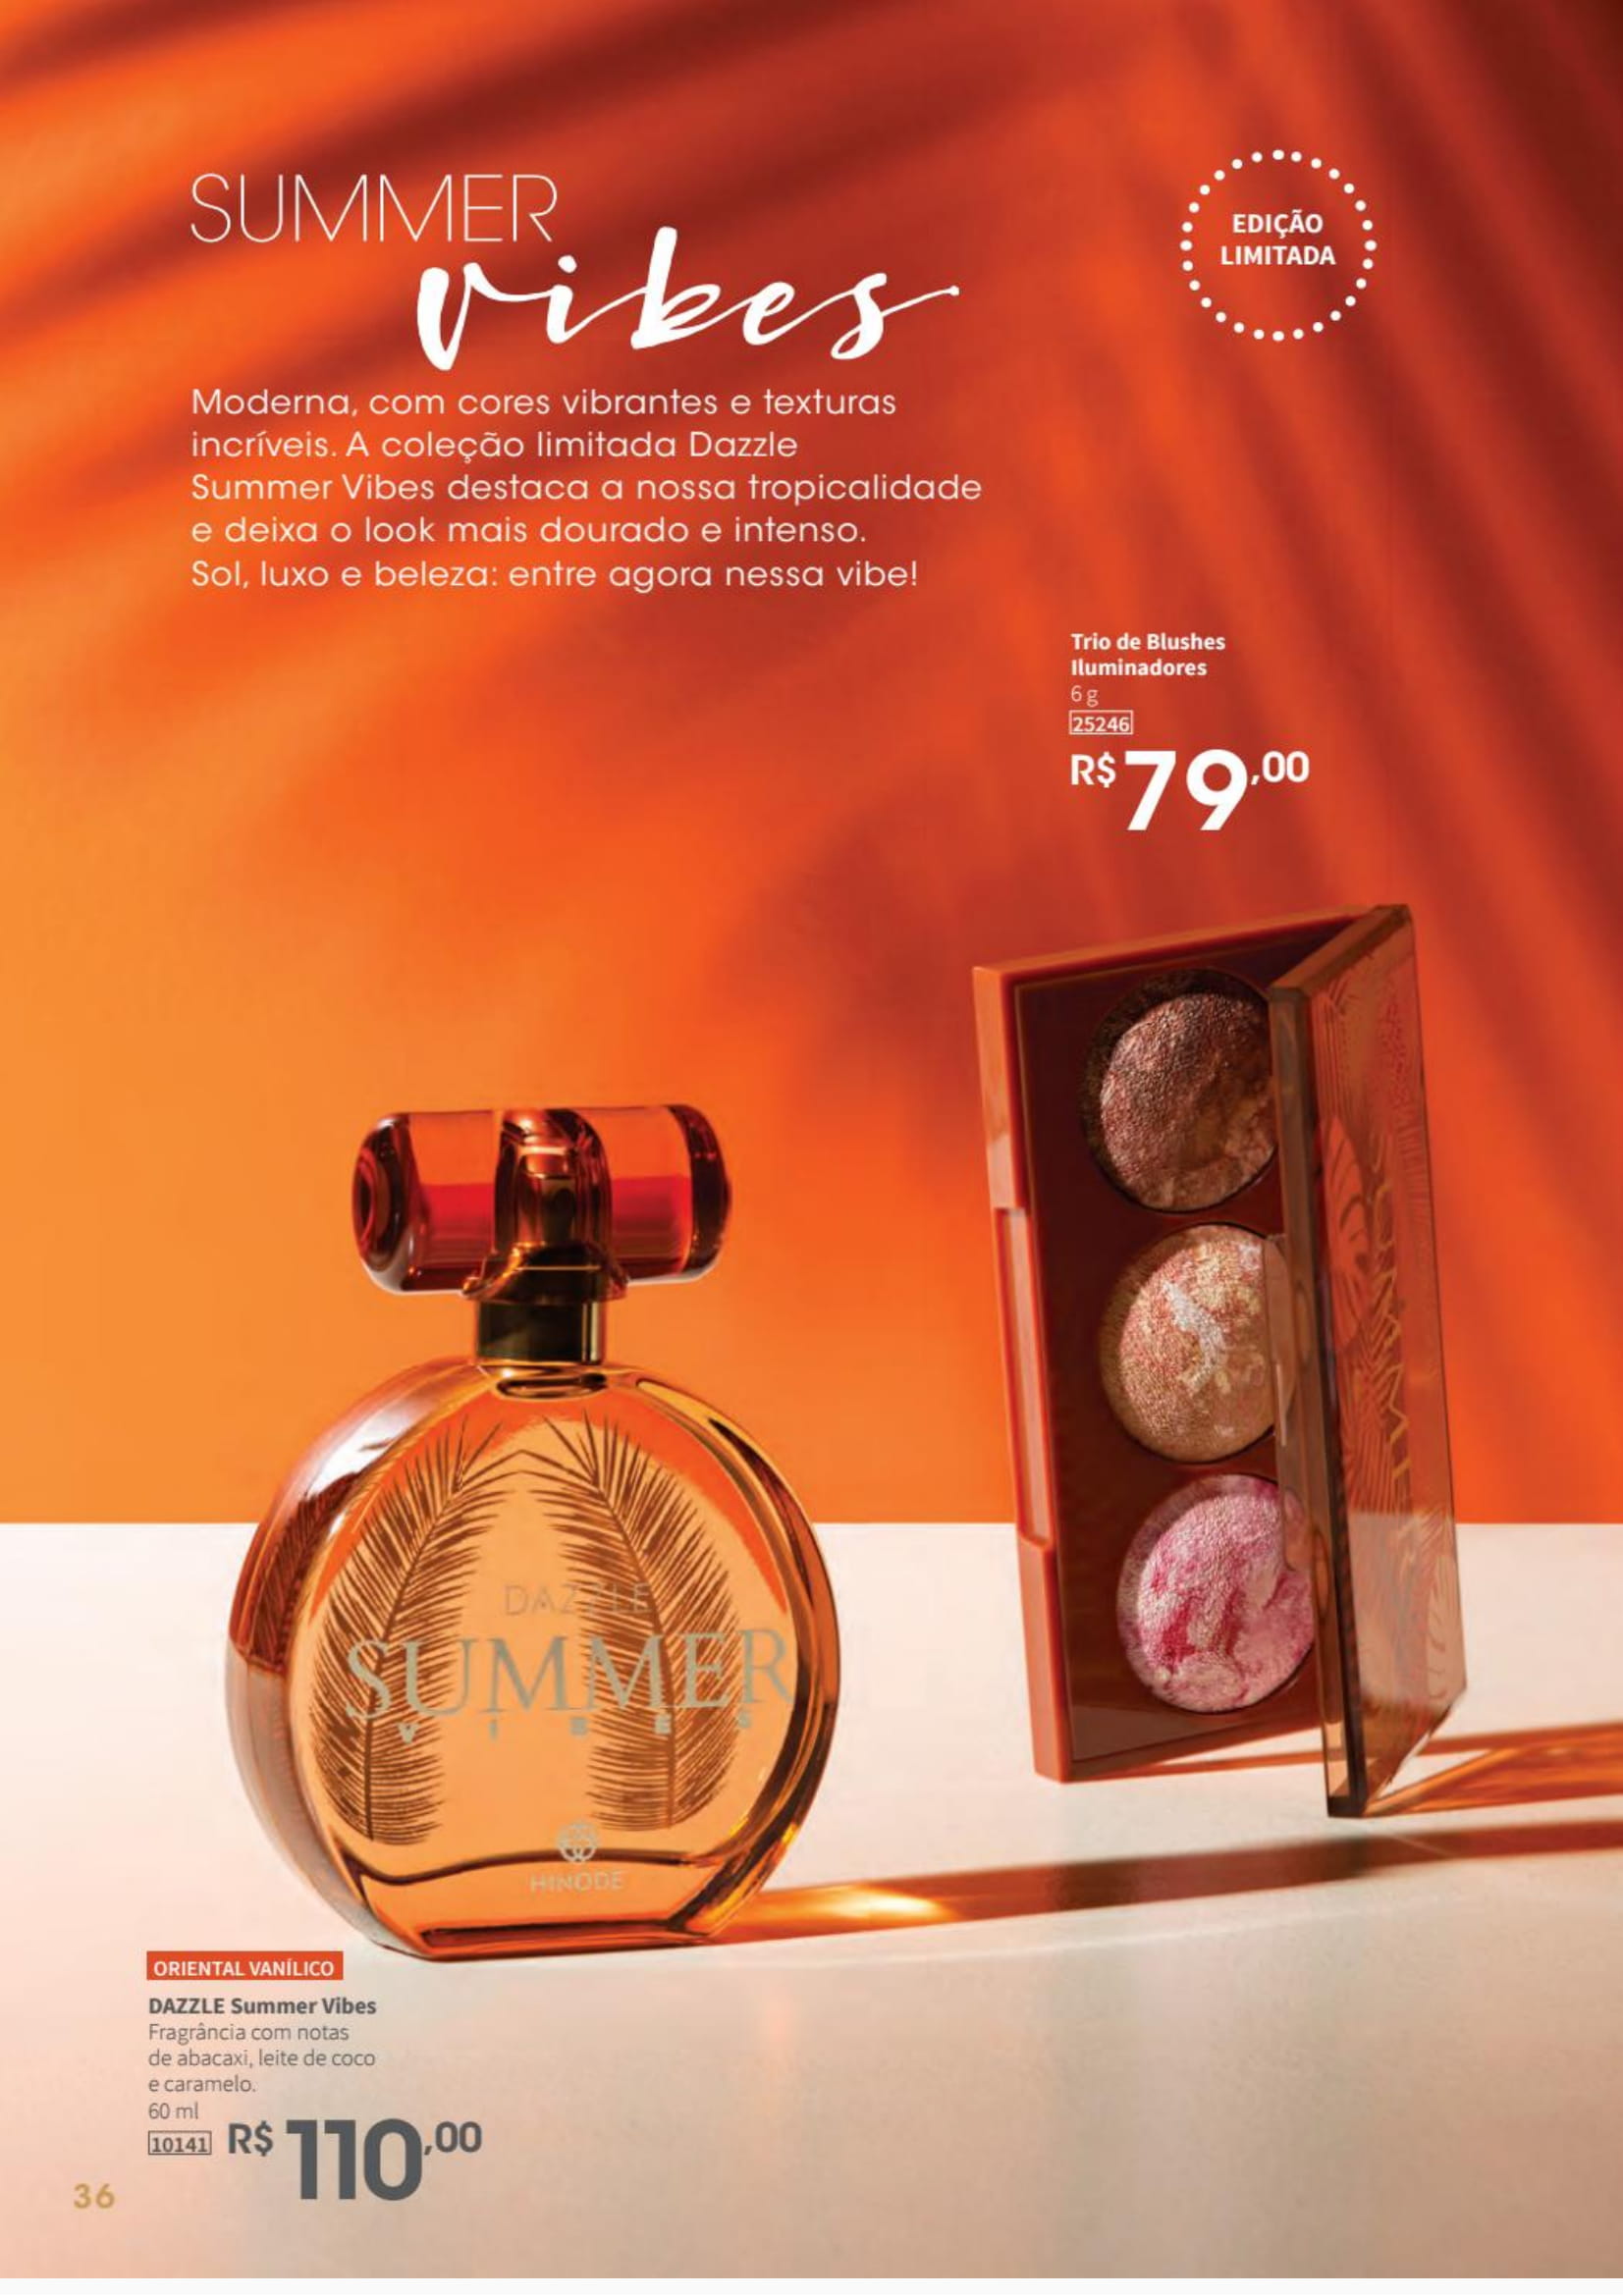 SUMMER
vibes
EDIÇÃO
LIMITADA
Moderna, com cores vibrantes e texturas
incríveis. A coleção limitada Dazzle
Summer Vibes destaca a nossa tropicalidade
e deixa o look mais dourado e intenso.
Sol, luxo e beleza: entre agora nessa vibe!
Trio de Blushes
Iluminadores
6 g
25246
R$79,00
DAZZLE
SUMMER
VIBES
HINODE
SUMMER
ORIENTAL VANÍLICO
DAZZLE Summer Vibes
Fragrância com notas
de abacaxi, leite de coco
e caramelo.
60 ml
10141 R$ 110,00
36